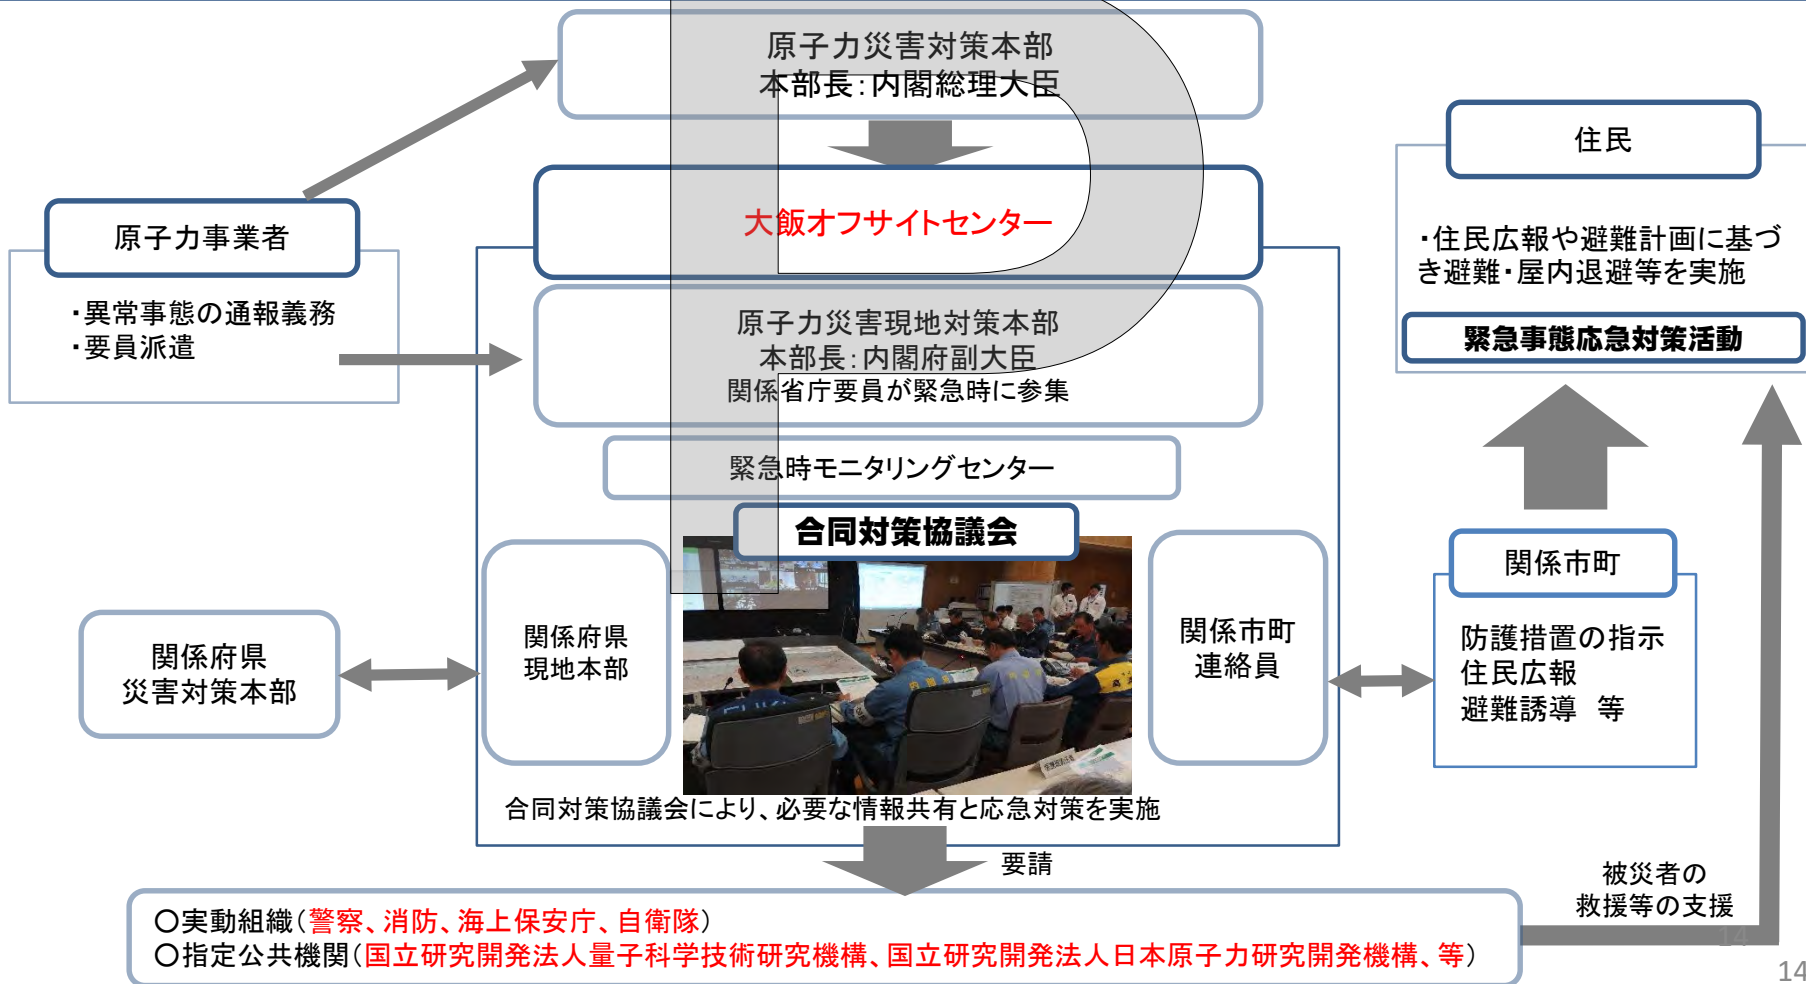 原子力災害対策本部
本部長：内閣総理大臣
大飯オフサイトセンター
原子力事業者
・異常事態の通報義務
・要員派遣
原子力災害現地対策本部
本部長：内閣府副大臣
関係省庁要員が緊急時に参集
緊急時モニタリングセンター
合同対策協議会
関係府県
災害対策本部
関係府県
現地本部
関係市町
連絡員
合同対策協議会により、必要な情報共有と応急対策を実施
住民
・住民広報や避難計画に基づ
き避難・屋内退避等を実施
緊急事態応急対策活動
関係市町
防護措置の指示
住民広報
避難誘導　等
要請
○実動組織（警察、消防、海上保安庁、自衛隊）
○指定公共機関（国立研究開発法人量子科学技術研究機構、国立研究開発法人日本原子力研究開発機構、等）
被災者の
救援等の支援
14
14